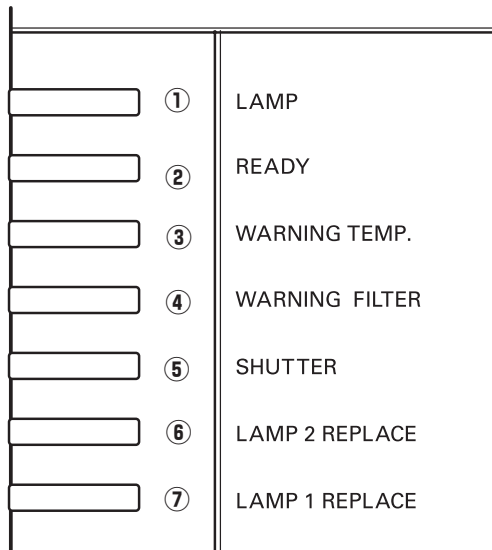 ① LAMP
② READY
③ WARNING TEMP.
④ WARNING FILTER
⑤ SHUTTER
⑥ LAMP 2 REPLACE
⑦ LAMP 1 REPLACE